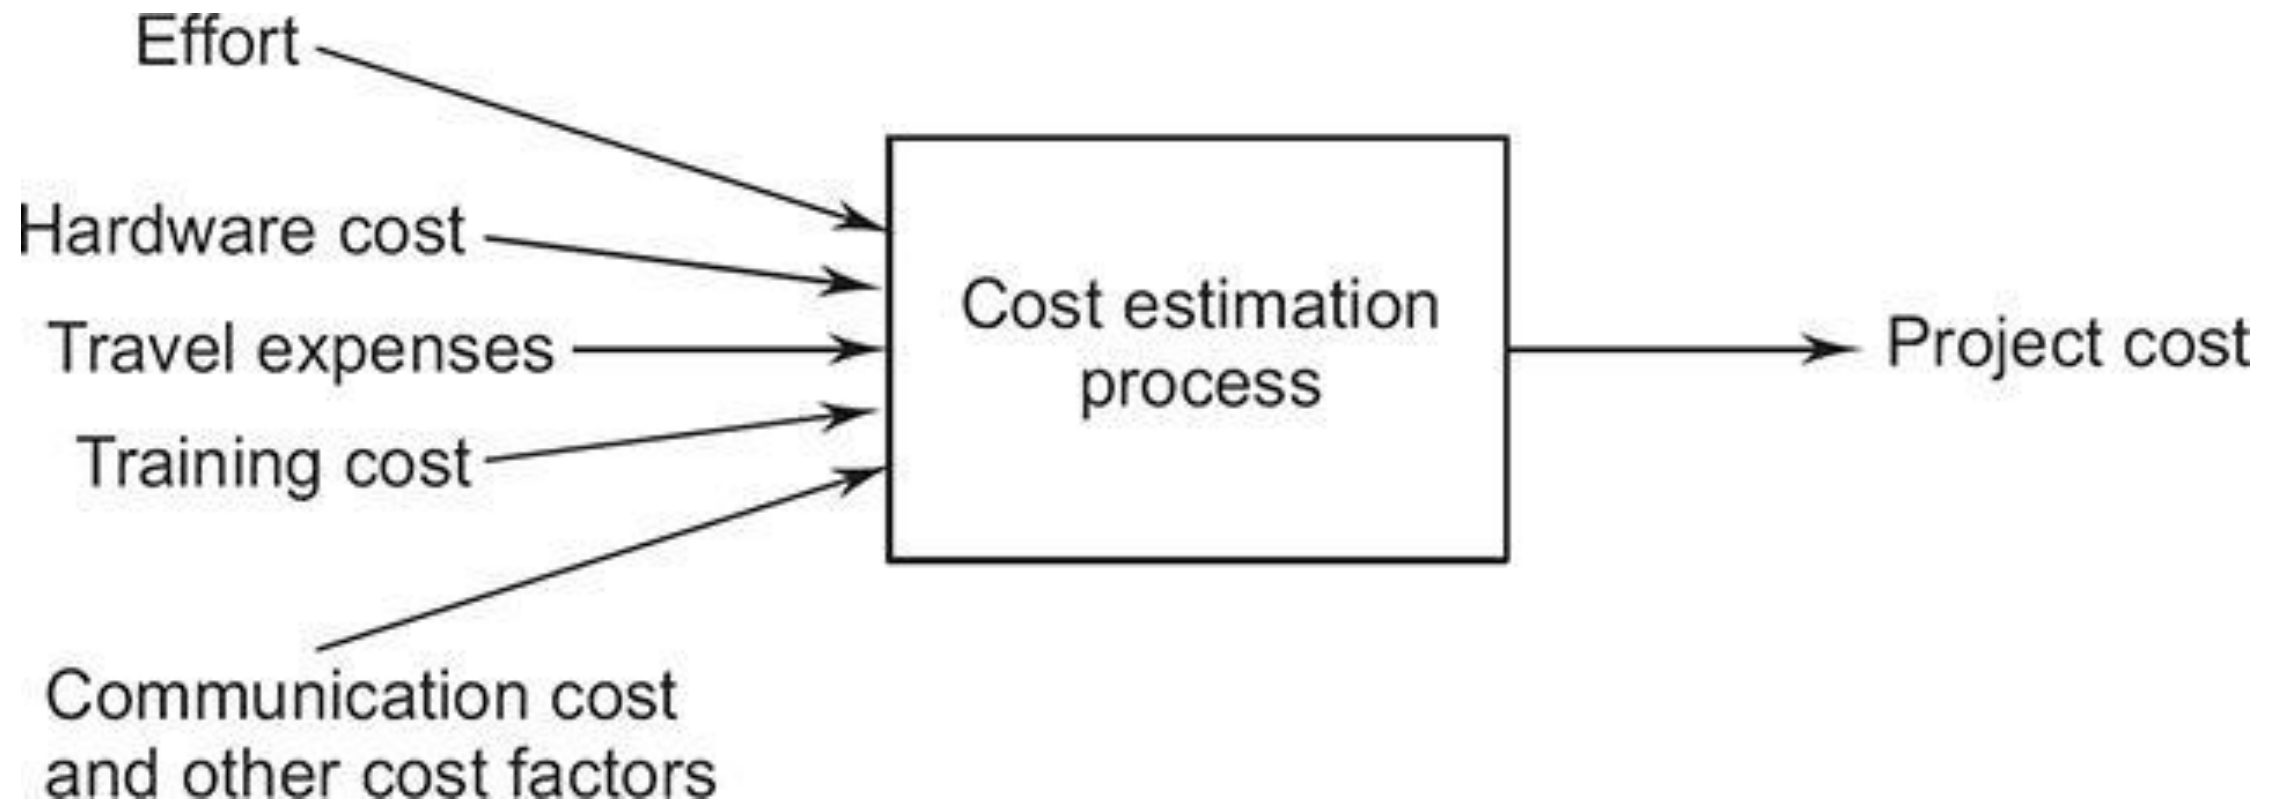 Effort
Hardware cost
Travel expenses
Training cost
Communication cost
and other cost factors
Cost estimation
process
Project cost